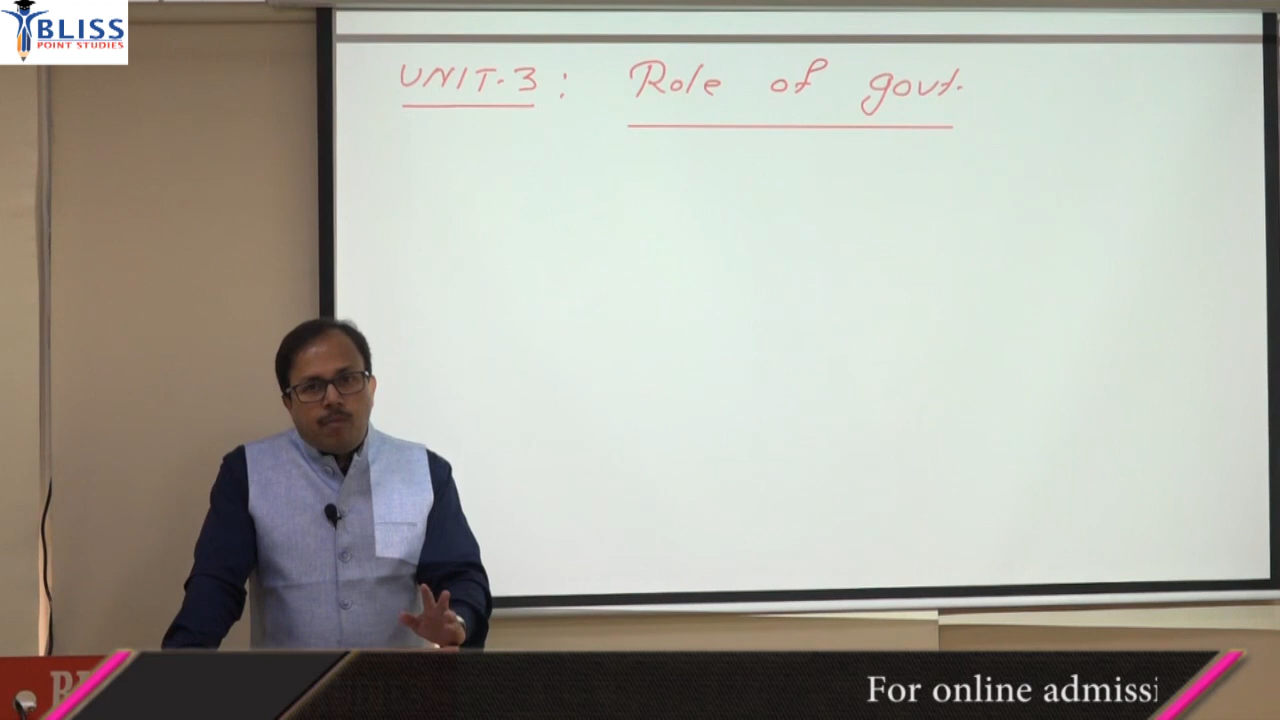 BLISS
POINT STUDIES
UNIT-3 : Role of govt.
For online admissi